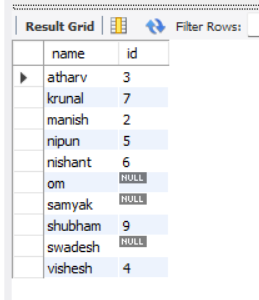 Result Grid Filter Rows:
name id
atharv 3
krunal 7
manish 2
nipun 5
nishant 6
om NULL
samyak NULL
shubham 9
swadesh NULL
vishesh 4